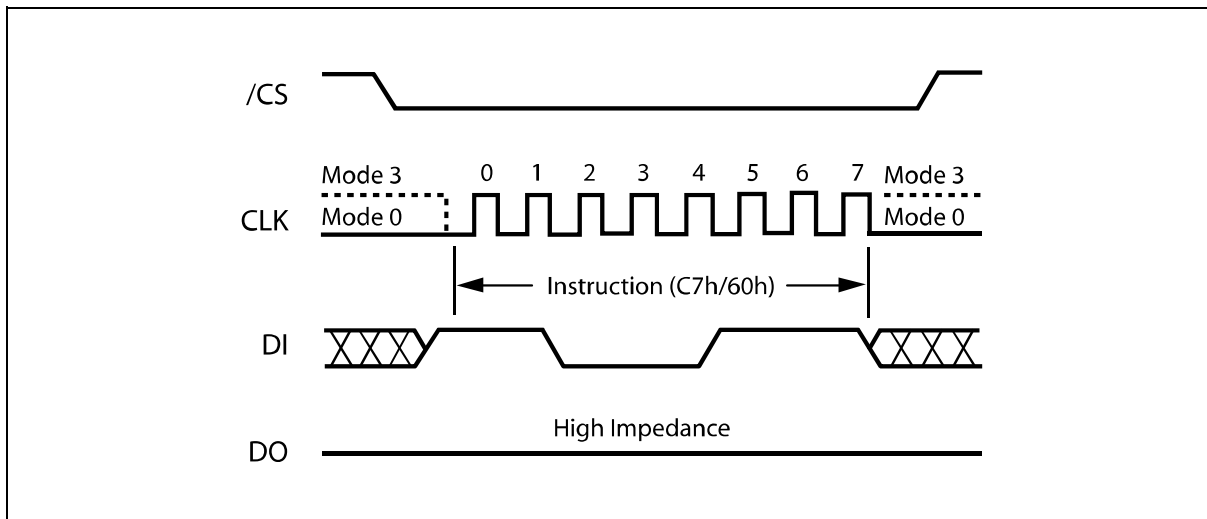 /CS
Mode 3 0 1 2 3 4 5 6 7 Mode 3
CLK Mode 0 Mode 0
Instruction (C7h/60h)
DI
High Impedance
DO